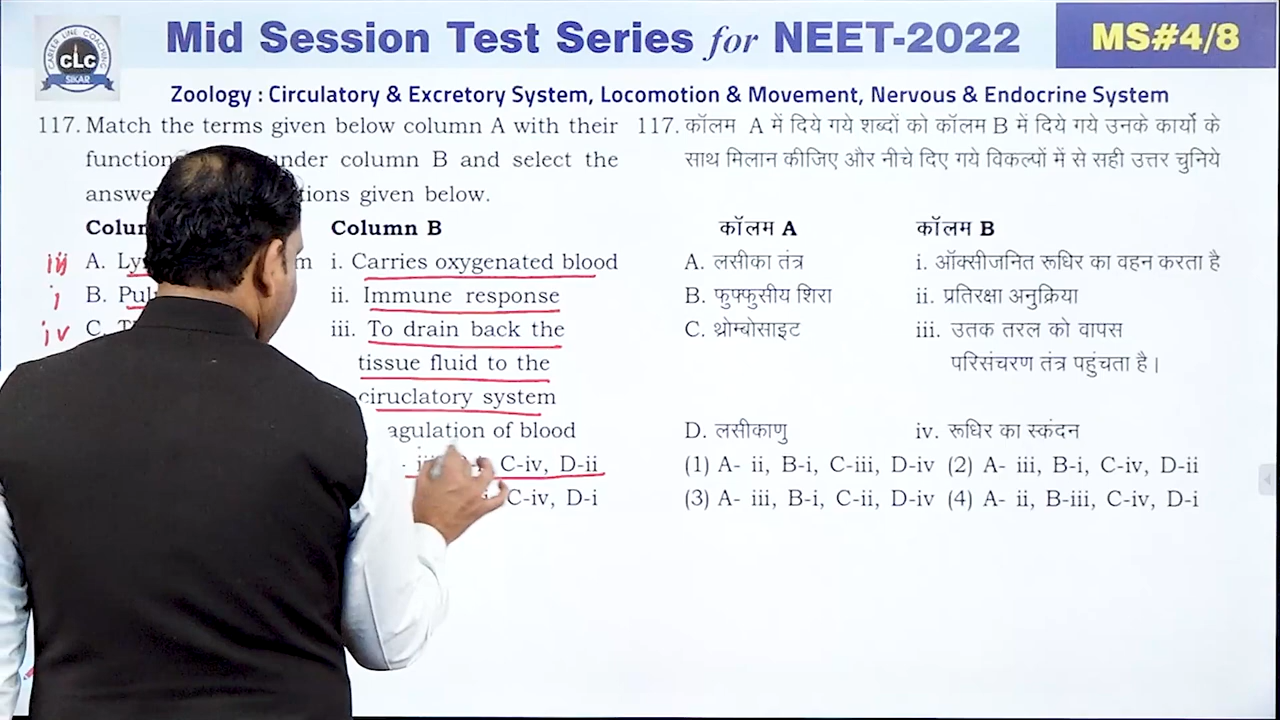 CAREER LINE COACHING
CLC
SIKAR
Mid Session Test Series for NEET-2022
MS#4/8
Zoology : Circulatory & Excretory System, Locomotion & Movement, Nervous & Endocrine System
117. Match the terms given below column A with their
function under column B and select the
answe tions given below.
Colum Column B
iii A. Ly m i. Carries oxygenated blood
i B. Pul ii. Immune response
iv C. T iii. To drain back the
tissue fluid to the
ciruclatory system
agulation of blood
C-iv, D-ii
C-iv, D-i
117. कॉलम A में दिये गये शब्दों को कॉलम B में दिये गये उनके कार्यों के
साथ मिलान कीजिए और नीचे दिए गये विकल्पों में से सही उत्तर चुनिये
कॉलम A कॉलम B
A. लसीका तंत्र i. ऑक्सीजनित रूधिर का वहन करता है
B. फुफ्फुसीय शिरा ii. प्रतिरक्षा अनुक्रिया
C. थ्रोम्बोसाइट iii. उतक तरल को वापस
परिसंचरण तंत्र पहुंचता है।
D. लसीकाणु iv. रूधिर का स्कंदन
(1) A- ii, B-i, C-iii, D-iv (2) A- iii, B-i, C-iv, D-ii
(3) A- iii, B-i, C-ii, D-iv (4) A- ii, B-iii, C-iv, D-i